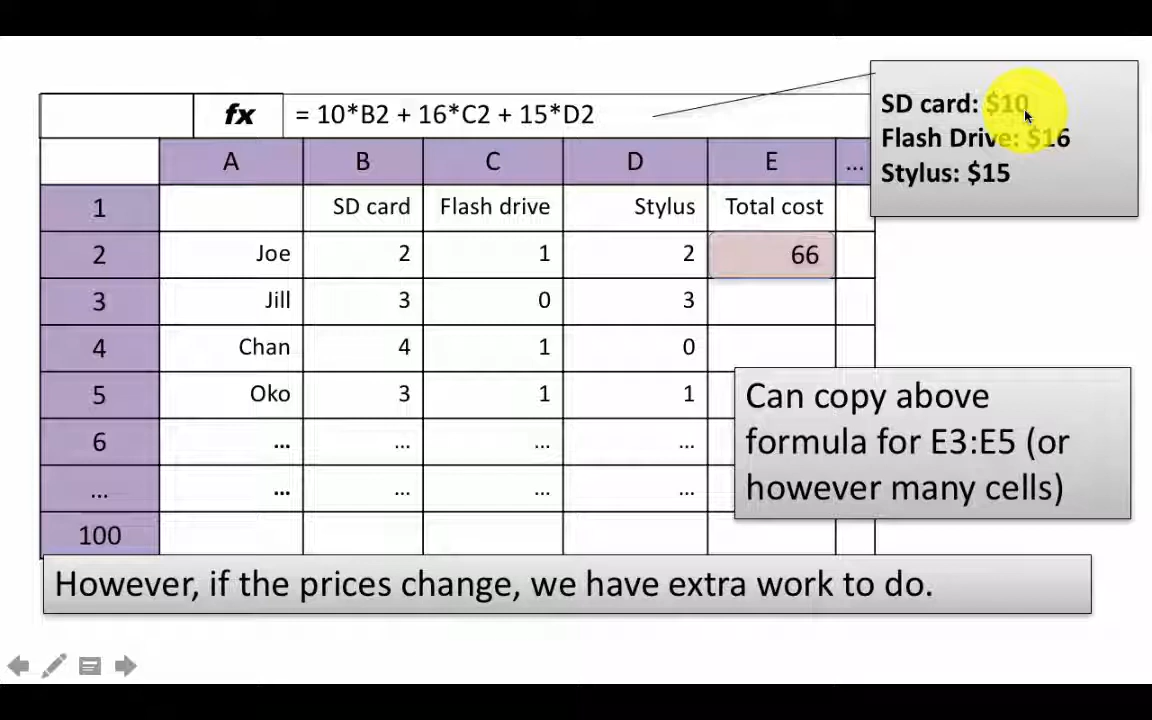 SD card: $10
fx = 10*B2 + 16*C2 + 15*D2
Flash Drive: $16
A B C D E ...
Stylus: $15
1 SD card Flash drive Stylus Total cost
2 Joe 2 1 2 66
3 Jill 3 0 3
4 Chan 4 1 0
5 Oko 3 1 1
6 ... ... ... ...
... ... ... ... ...
100
Can copy above
formula for E3:E5 (or
however many cells)
However, if the prices change, we have extra work to do.